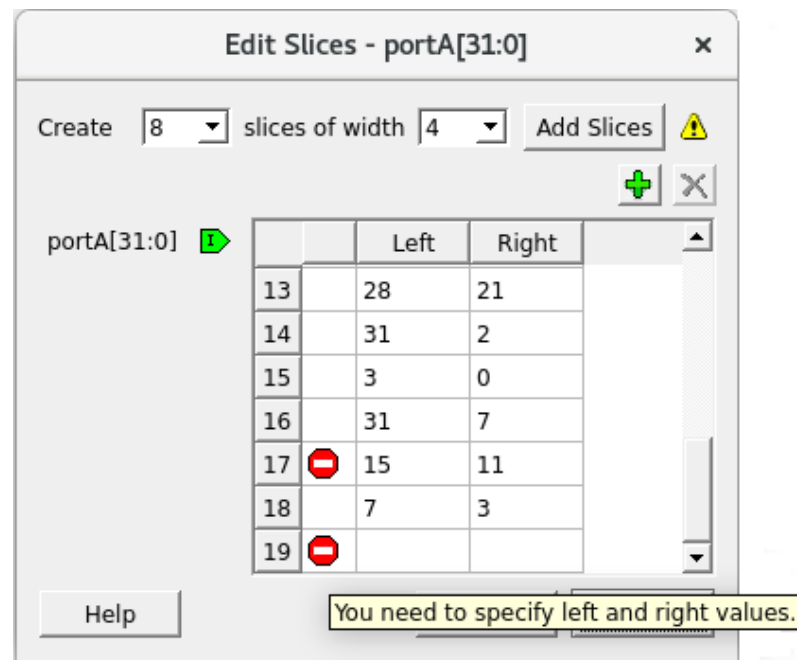 Edit Slices - portA[31:0] ×
Create 8 slices of width 4 Add Slices
portA[31:0] I
Left Right
13 28 21
14 31 2
15 3 0
16 31 7
17 15 11
18 7 3
19
Help
You need to specify left and right values.